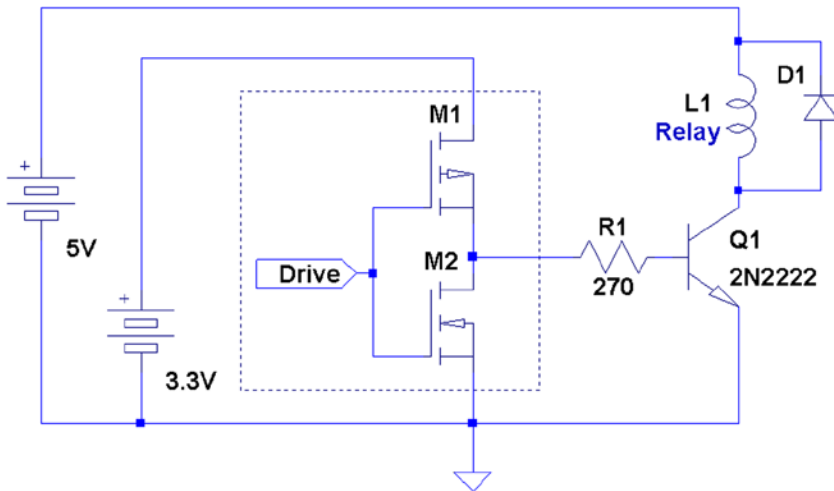 D1
L1
Relay
M1
+
5V
Drive
M2
R1
270
Q1
2N2222
+
3.3V